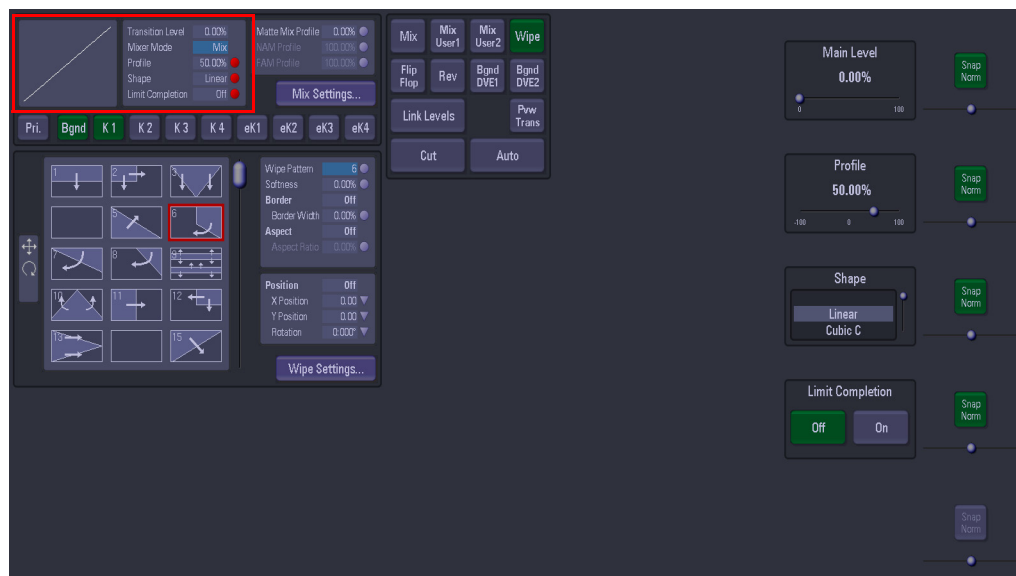 Transition Level 0.00%
Mixer Mode Mix
Profile 50.00%
Shape Linear
Limit Completion Off
Matte Mix Profile 0.00%
NAM Profile 100.00%
FAM Profile 100.00%
Mix Settings...
Pri. Bgnd K 1 K 2 K 3 K 4 eK1 eK2 eK3 eK4
Mix
Mix User1
Mix User2
Wipe
Flip Flop
Rev
Bgnd DVE1
Bgnd DVE2
Link Levels
Pvw Trans
Cut
Auto
1
2
3
5
6
7
8
9
10
11
12
13
15
Wipe Pattern 6
Softness 0.00%
Border Off
Border Width 0.00%
Aspect Off
Aspect Ratio 0.00%
Position Off
X Position 0.00
Y Position 0.00
Rotation 0.000°
Wipe Settings...
Main Level
0.00%
0 100
Snap Norm
Profile
50.00%
-100 0 100
Snap Norm
Shape
Linear
Cubic C
Snap Norm
Limit Completion
Off On
Snap Norm
Snap Norm